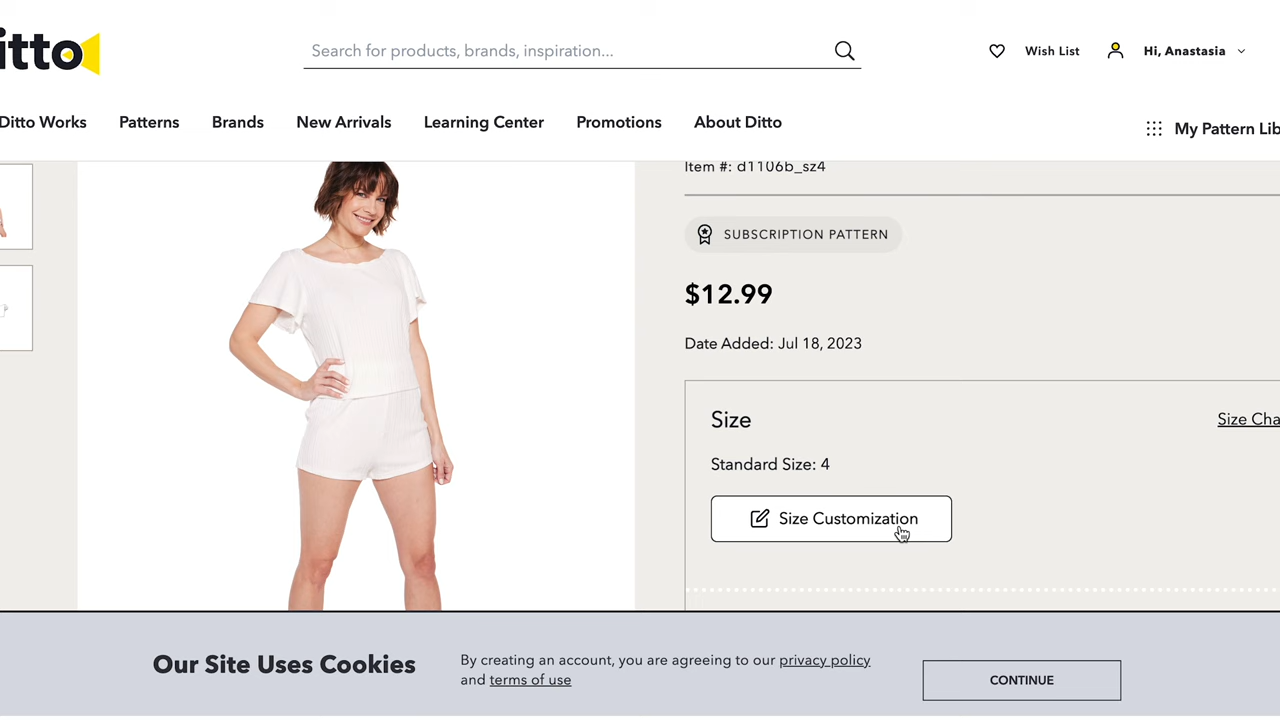 itto
Search for products, brands, inspiration...
Wish List
Hi, Anastasia
Ditto Works
Patterns
Brands
New Arrivals
Learning Center
Promotions
About Ditto
My Pattern Lib
Item #: d1106b_sz4
SUBSCRIPTION PATTERN
$12.99
Date Added: Jul 18, 2023
Size
Size Cha
Standard Size: 4
Size Customization
Our Site Uses Cookies
By creating an account, you are agreeing to our privacy policy
and terms of use
CONTINUE